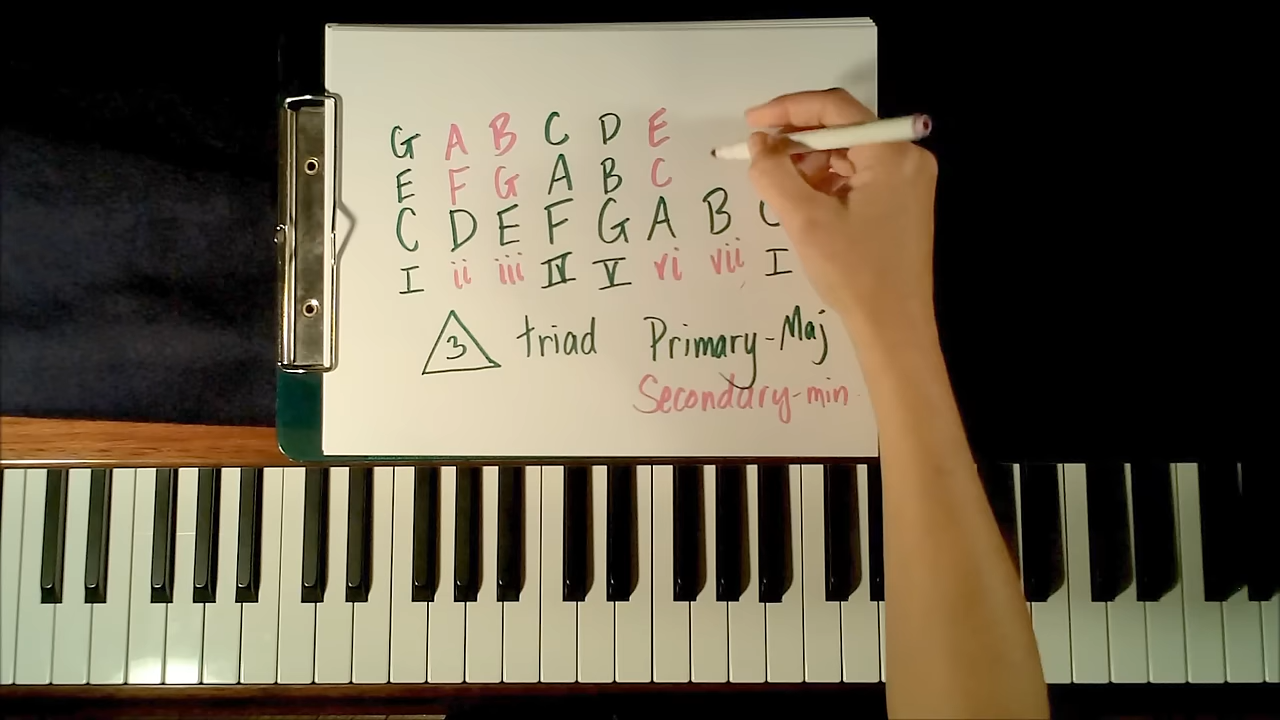 G A B C D E
E F G A B C
C D E F G A B C
I ii iii IV V vi vii I
3 triad Primary-Maj
Secondary-min